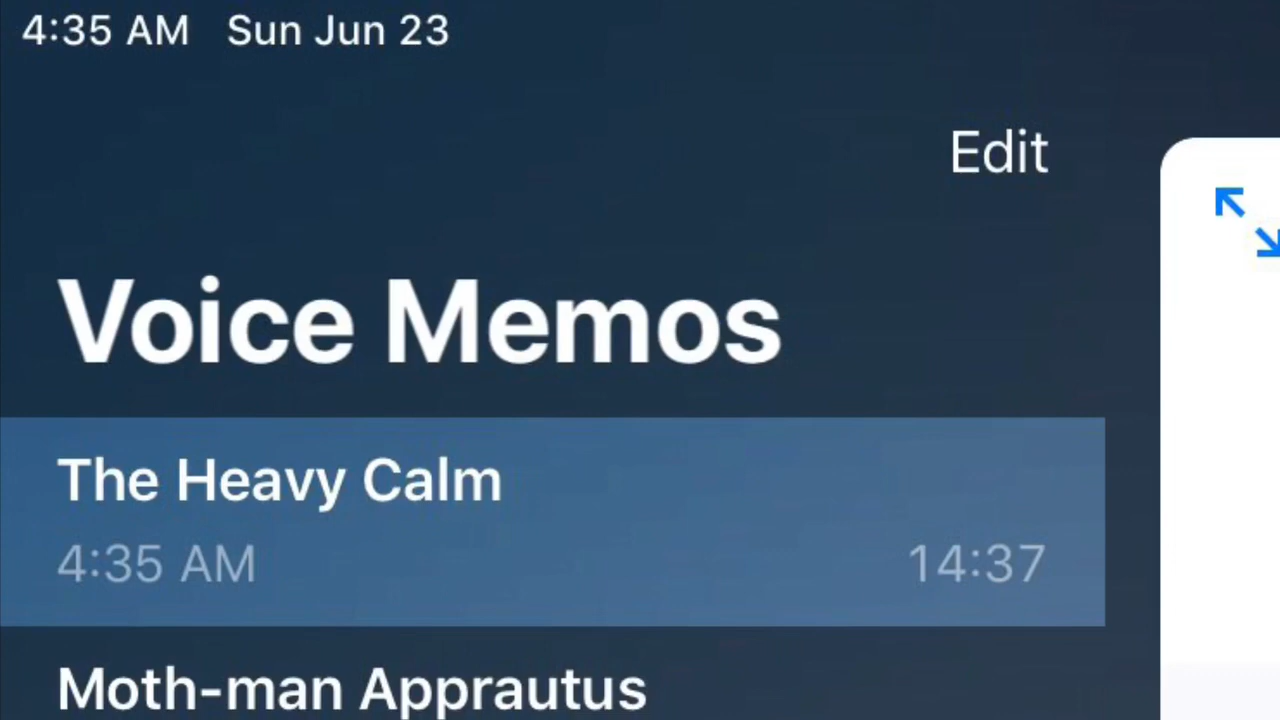 4:35 AM Sun Jun 23
Edit
Voice Memos
The Heavy Calm
4:35 AM 14:37
Moth-man Apprautus